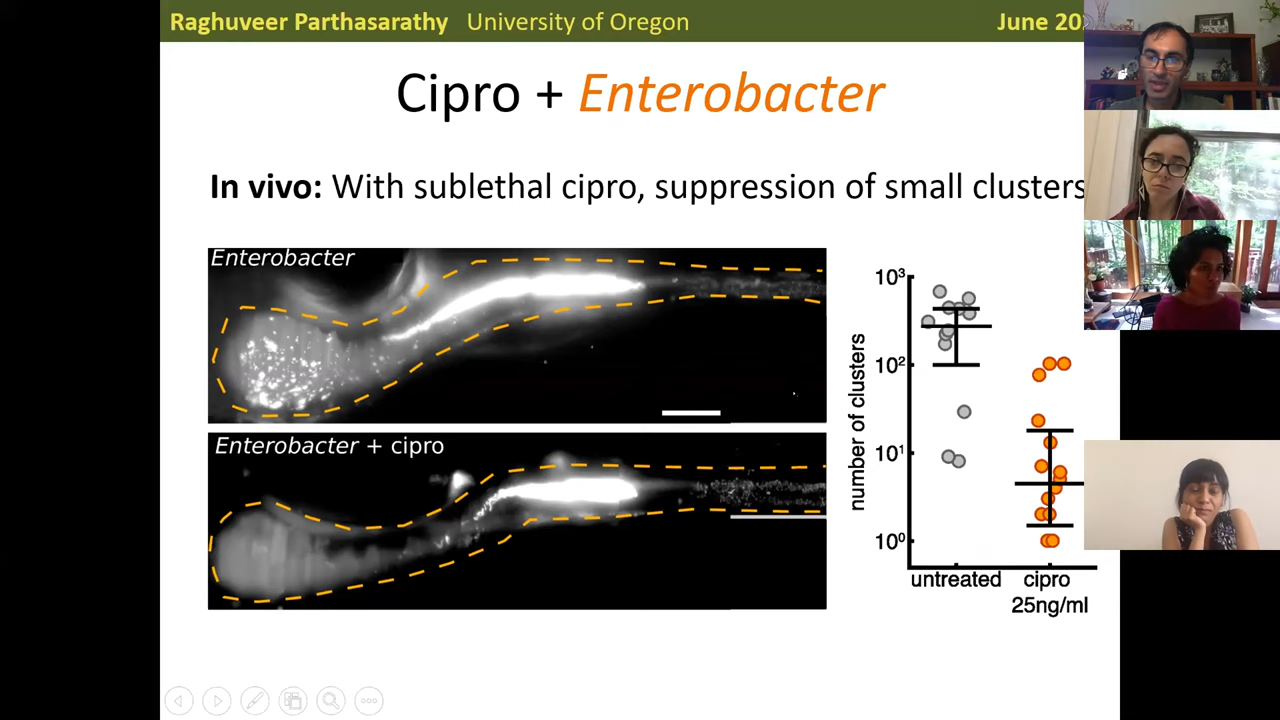 Raghuveer Parthasarathy University of Oregon June 20
Cipro + Enterobacter
In vivo: With sublethal cipro, suppression of small clusters
Enterobacter
Enterobacter + cipro
number of clusters
10³
10²
10¹
10⁰
untreated
cipro
25ng/ml